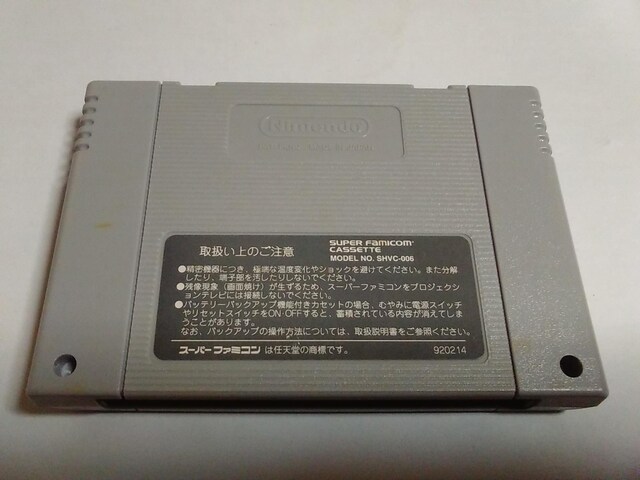 Nintendo
取扱い上のご注意
SUPER FAMICOM
CASSETTE
MODEL NO. SHVC-006
●精密機器につき、極端な温度変化やショックを避けてください。また分解
したり、端子部を汚したりしないでください。
●残像現象（画面焼け）が生ずるため、スーパーファミコンをプロジェクシ
ョンテレビには接続しないでください。
●バッテリーバックアップ機能付きカセットの場合、むやみに電源スイッチ
やリセットスイッチをON・OFFすると、蓄積されている内容が消えてしま
うことがあります。
なお、バックアップの操作方法については、取扱説明書をご参照ください。
スーパーファミコン は任天堂の商標です。
920214